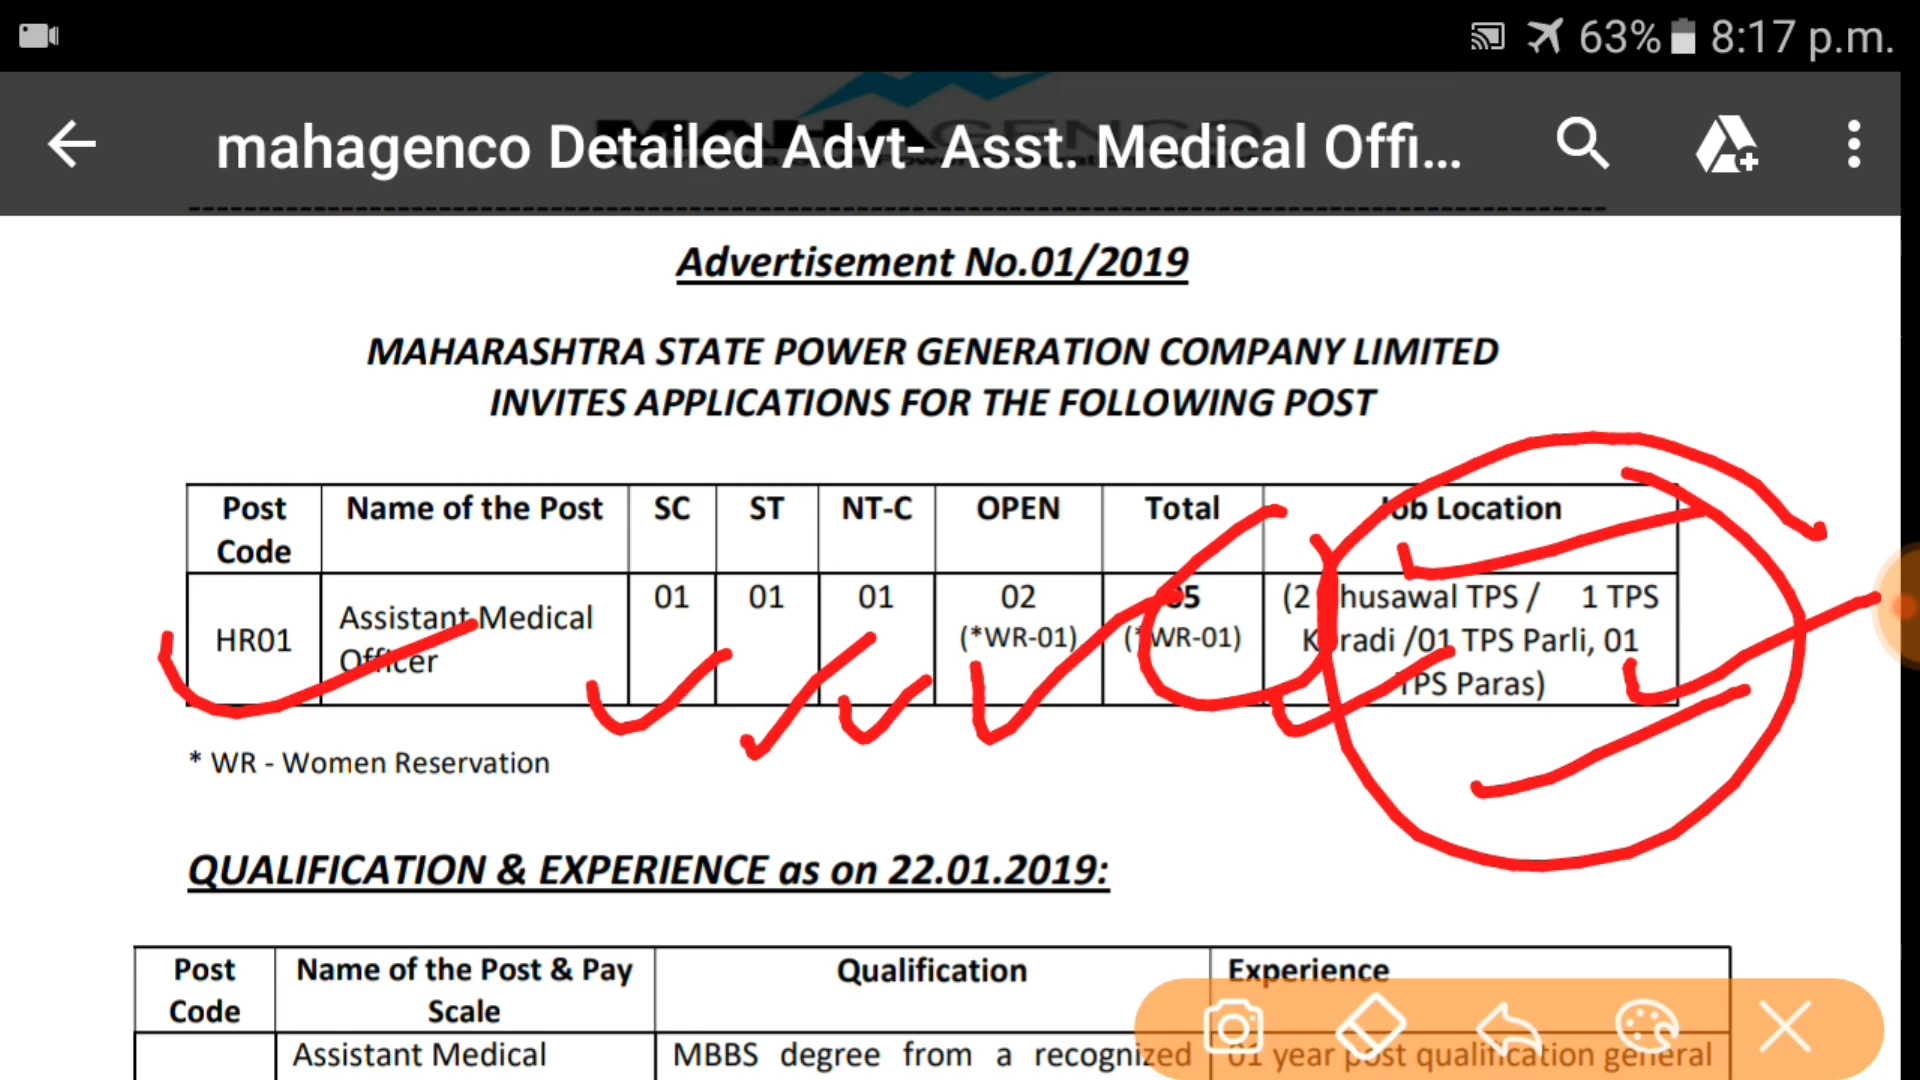 63% 8:17 p.m.
mahagenco Detailed Advt- Asst. Medical Offi...
Advertisement No.01/2019
MAHARASHTRA STATE POWER GENERATION COMPANY LIMITED
INVITES APPLICATIONS FOR THE FOLLOWING POST
Post Code Name of the Post SC ST NT-C OPEN Total Location
HR01 Assistant Medical Officer 01 01 01 02 (*WR-01) (*WR-01) (2 TPS / 1 TPS
/01 TPS Parli, 01
TPS Paras)
* WR - Women Reservation
QUALIFICATION & EXPERIENCE as on 22.01.2019:
Post Code Name of the Post & Pay Scale Qualification Experience
Assistant Medical MBBS degree from a recognized 01 year post qualification general